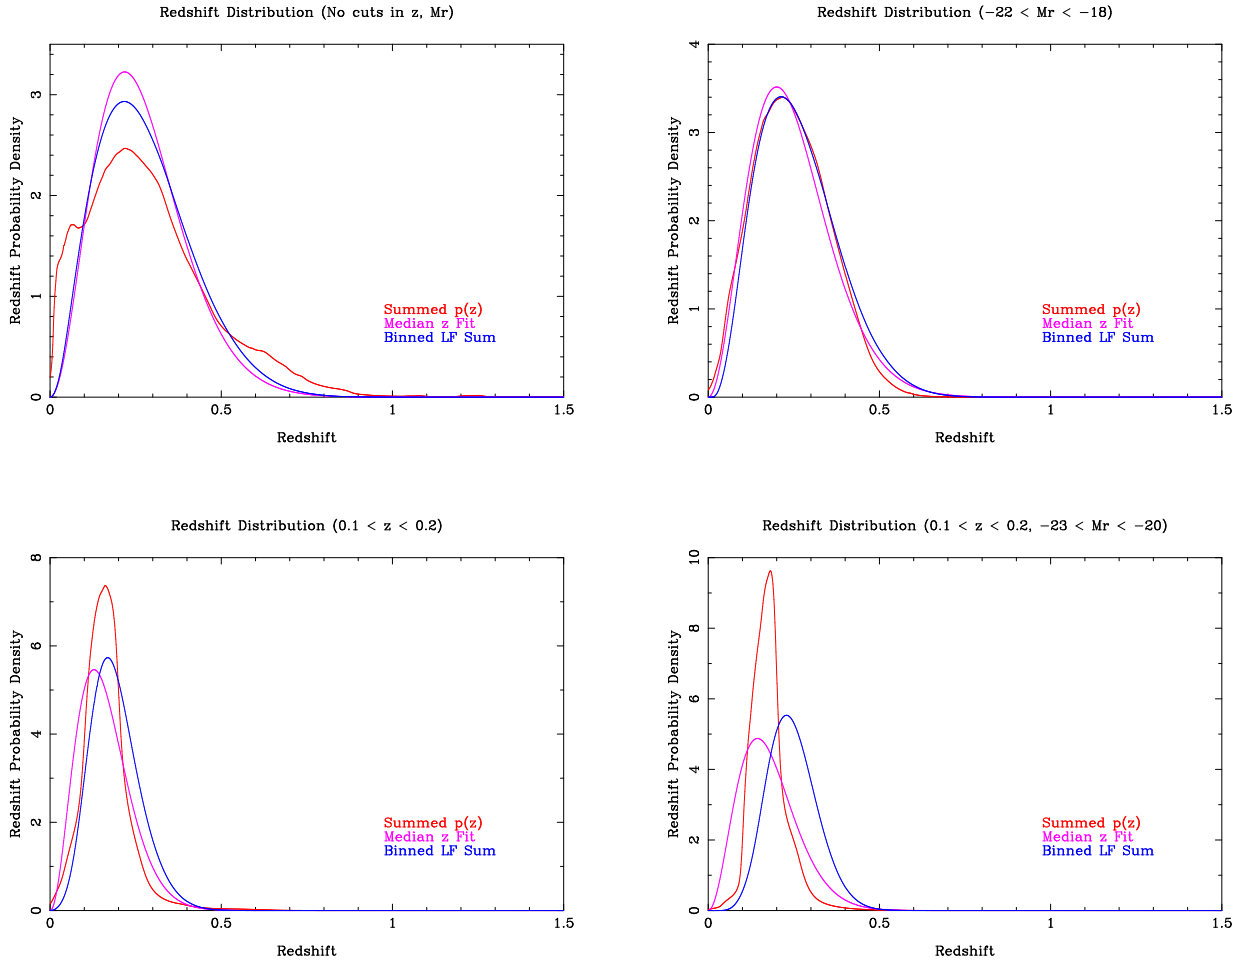 Redshift Distribution (No cuts in z, Mr)
Redshift Probability Density
3
2
1
0
0 0.5 1 1.5
Redshift
Summed p(z)
Median z Fit
Binned LF Sum
Redshift Distribution (−22 < Mr < −18)
Redshift Probability Density
4
3
2
1
0
0 0.5 1 1.5
Redshift
Summed p(z)
Median z Fit
Binned LF Sum
Redshift Distribution (0.1 < z < 0.2)
Redshift Probability Density
8
6
4
2
0
0 0.5 1 1.5
Redshift
Summed p(z)
Median z Fit
Binned LF Sum
Redshift Distribution (0.1 < z < 0.2, −23 < Mr < −20)
Redshift Probability Density
10
8
6
4
2
0
0 0.5 1 1.5
Redshift
Summed p(z)
Median z Fit
Binned LF Sum